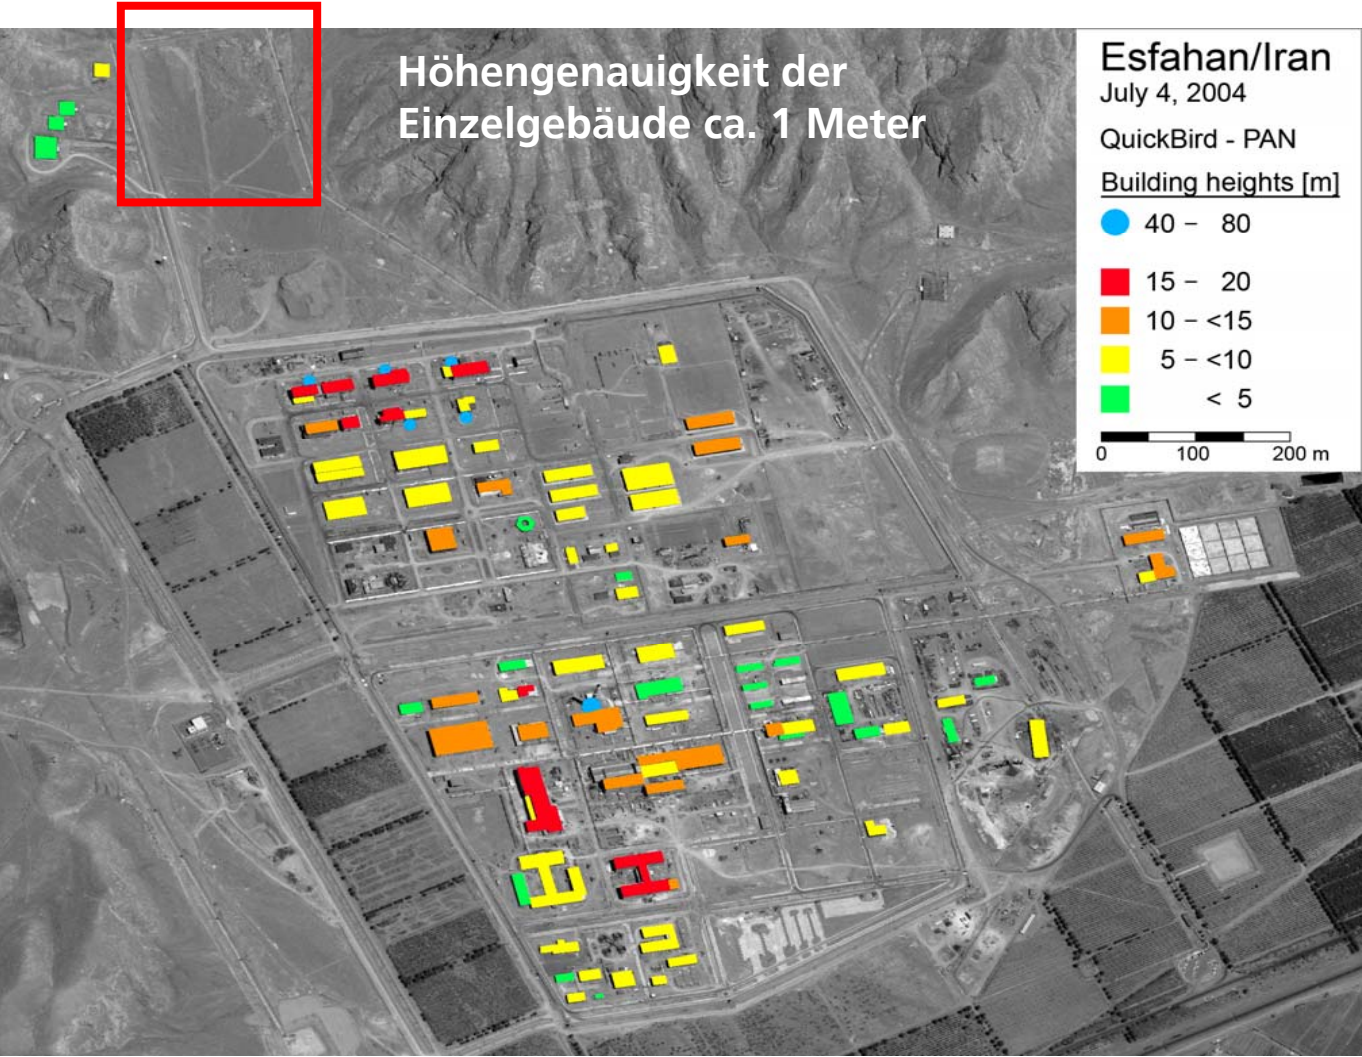 Höhengenauigkeit der
Einzelgebäude ca. 1 Meter
Esfahan/Iran
July 4, 2004
QuickBird - PAN
Building heights [m]
40 – 80
15 – 20
10 – <15
5 – <10
< 5
0 100 200 m